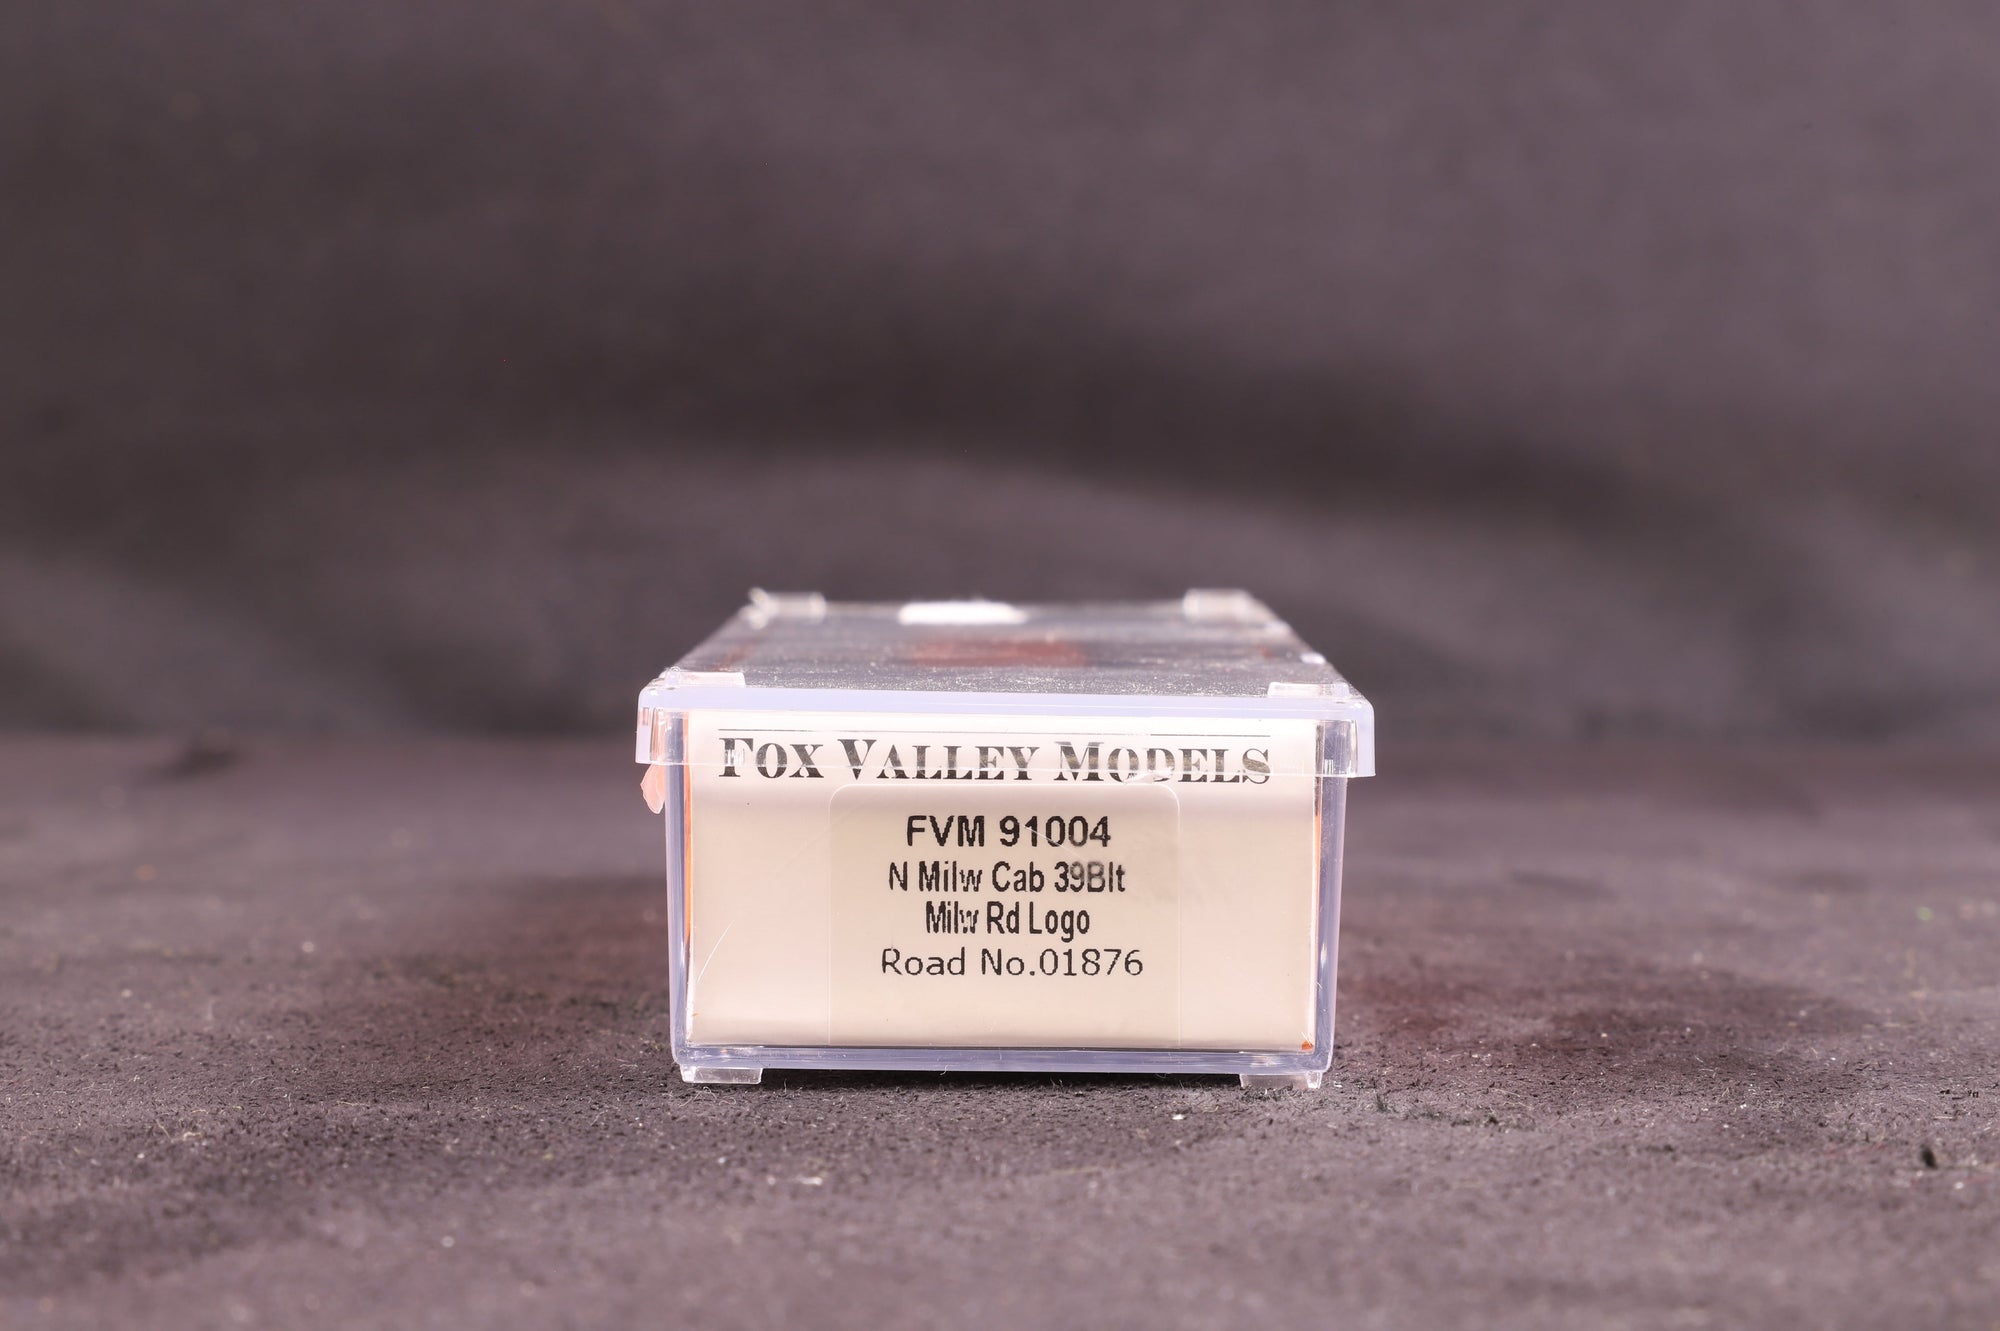 FOX VALLEY MODELS
FVM 91004
N Milw Cab 39Blt
Milw Rd Logo
Road No.01876